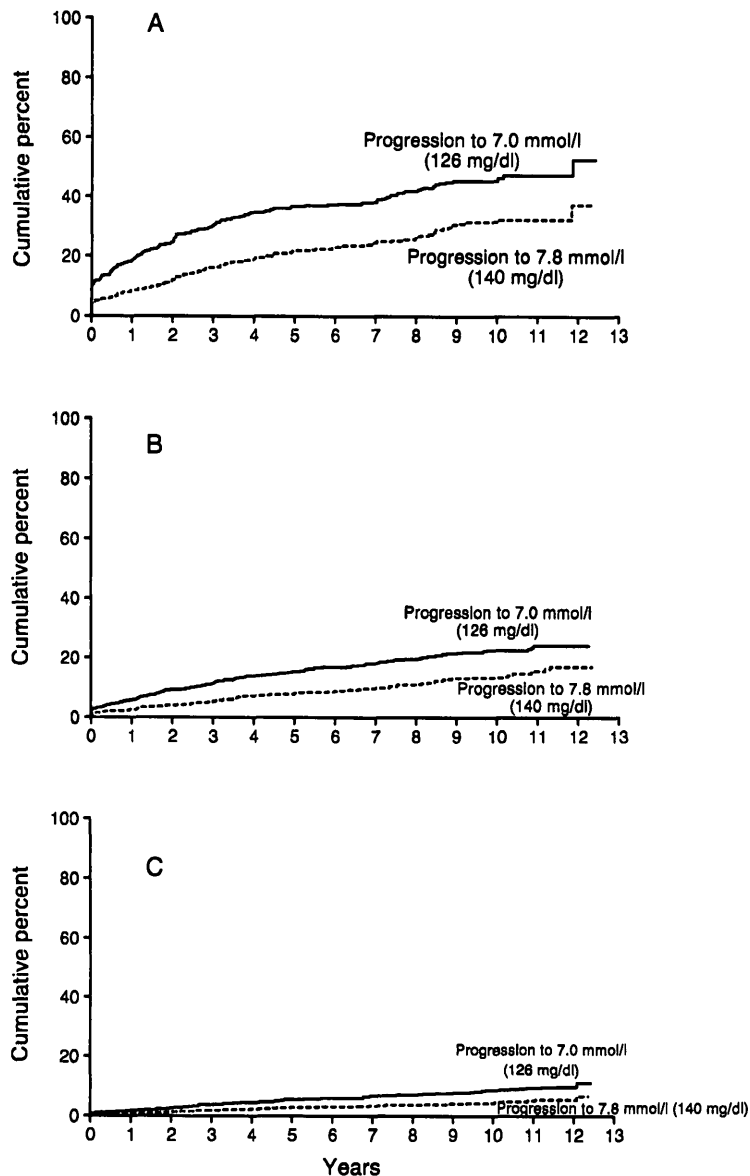 A
Cumulative percent
100
80
60
40
20
0
Progression to 7.0 mmol/l
(126 mg/dl)
Progression to 7.8 mmol/l
(140 mg/dl)
0 1 2 3 4 5 6 7 8 9 10 11 12 13
B
Cumulative percent
100
80
60
40
20
0
Progression to 7.0 mmol/l
(126 mg/dl)
Progression to 7.8 mmol/l
(140 mg/dl)
0 1 2 3 4 5 6 7 8 9 10 11 12 13
C
Cumulative percent
100
80
60
40
20
0
Progression to 7.0 mmol/l
(126 mg/dl)
Progression to 7.8 mmol/l (140 mg/dl)
0 1 2 3 4 5 6 7 8 9 10 11 12 13
Years